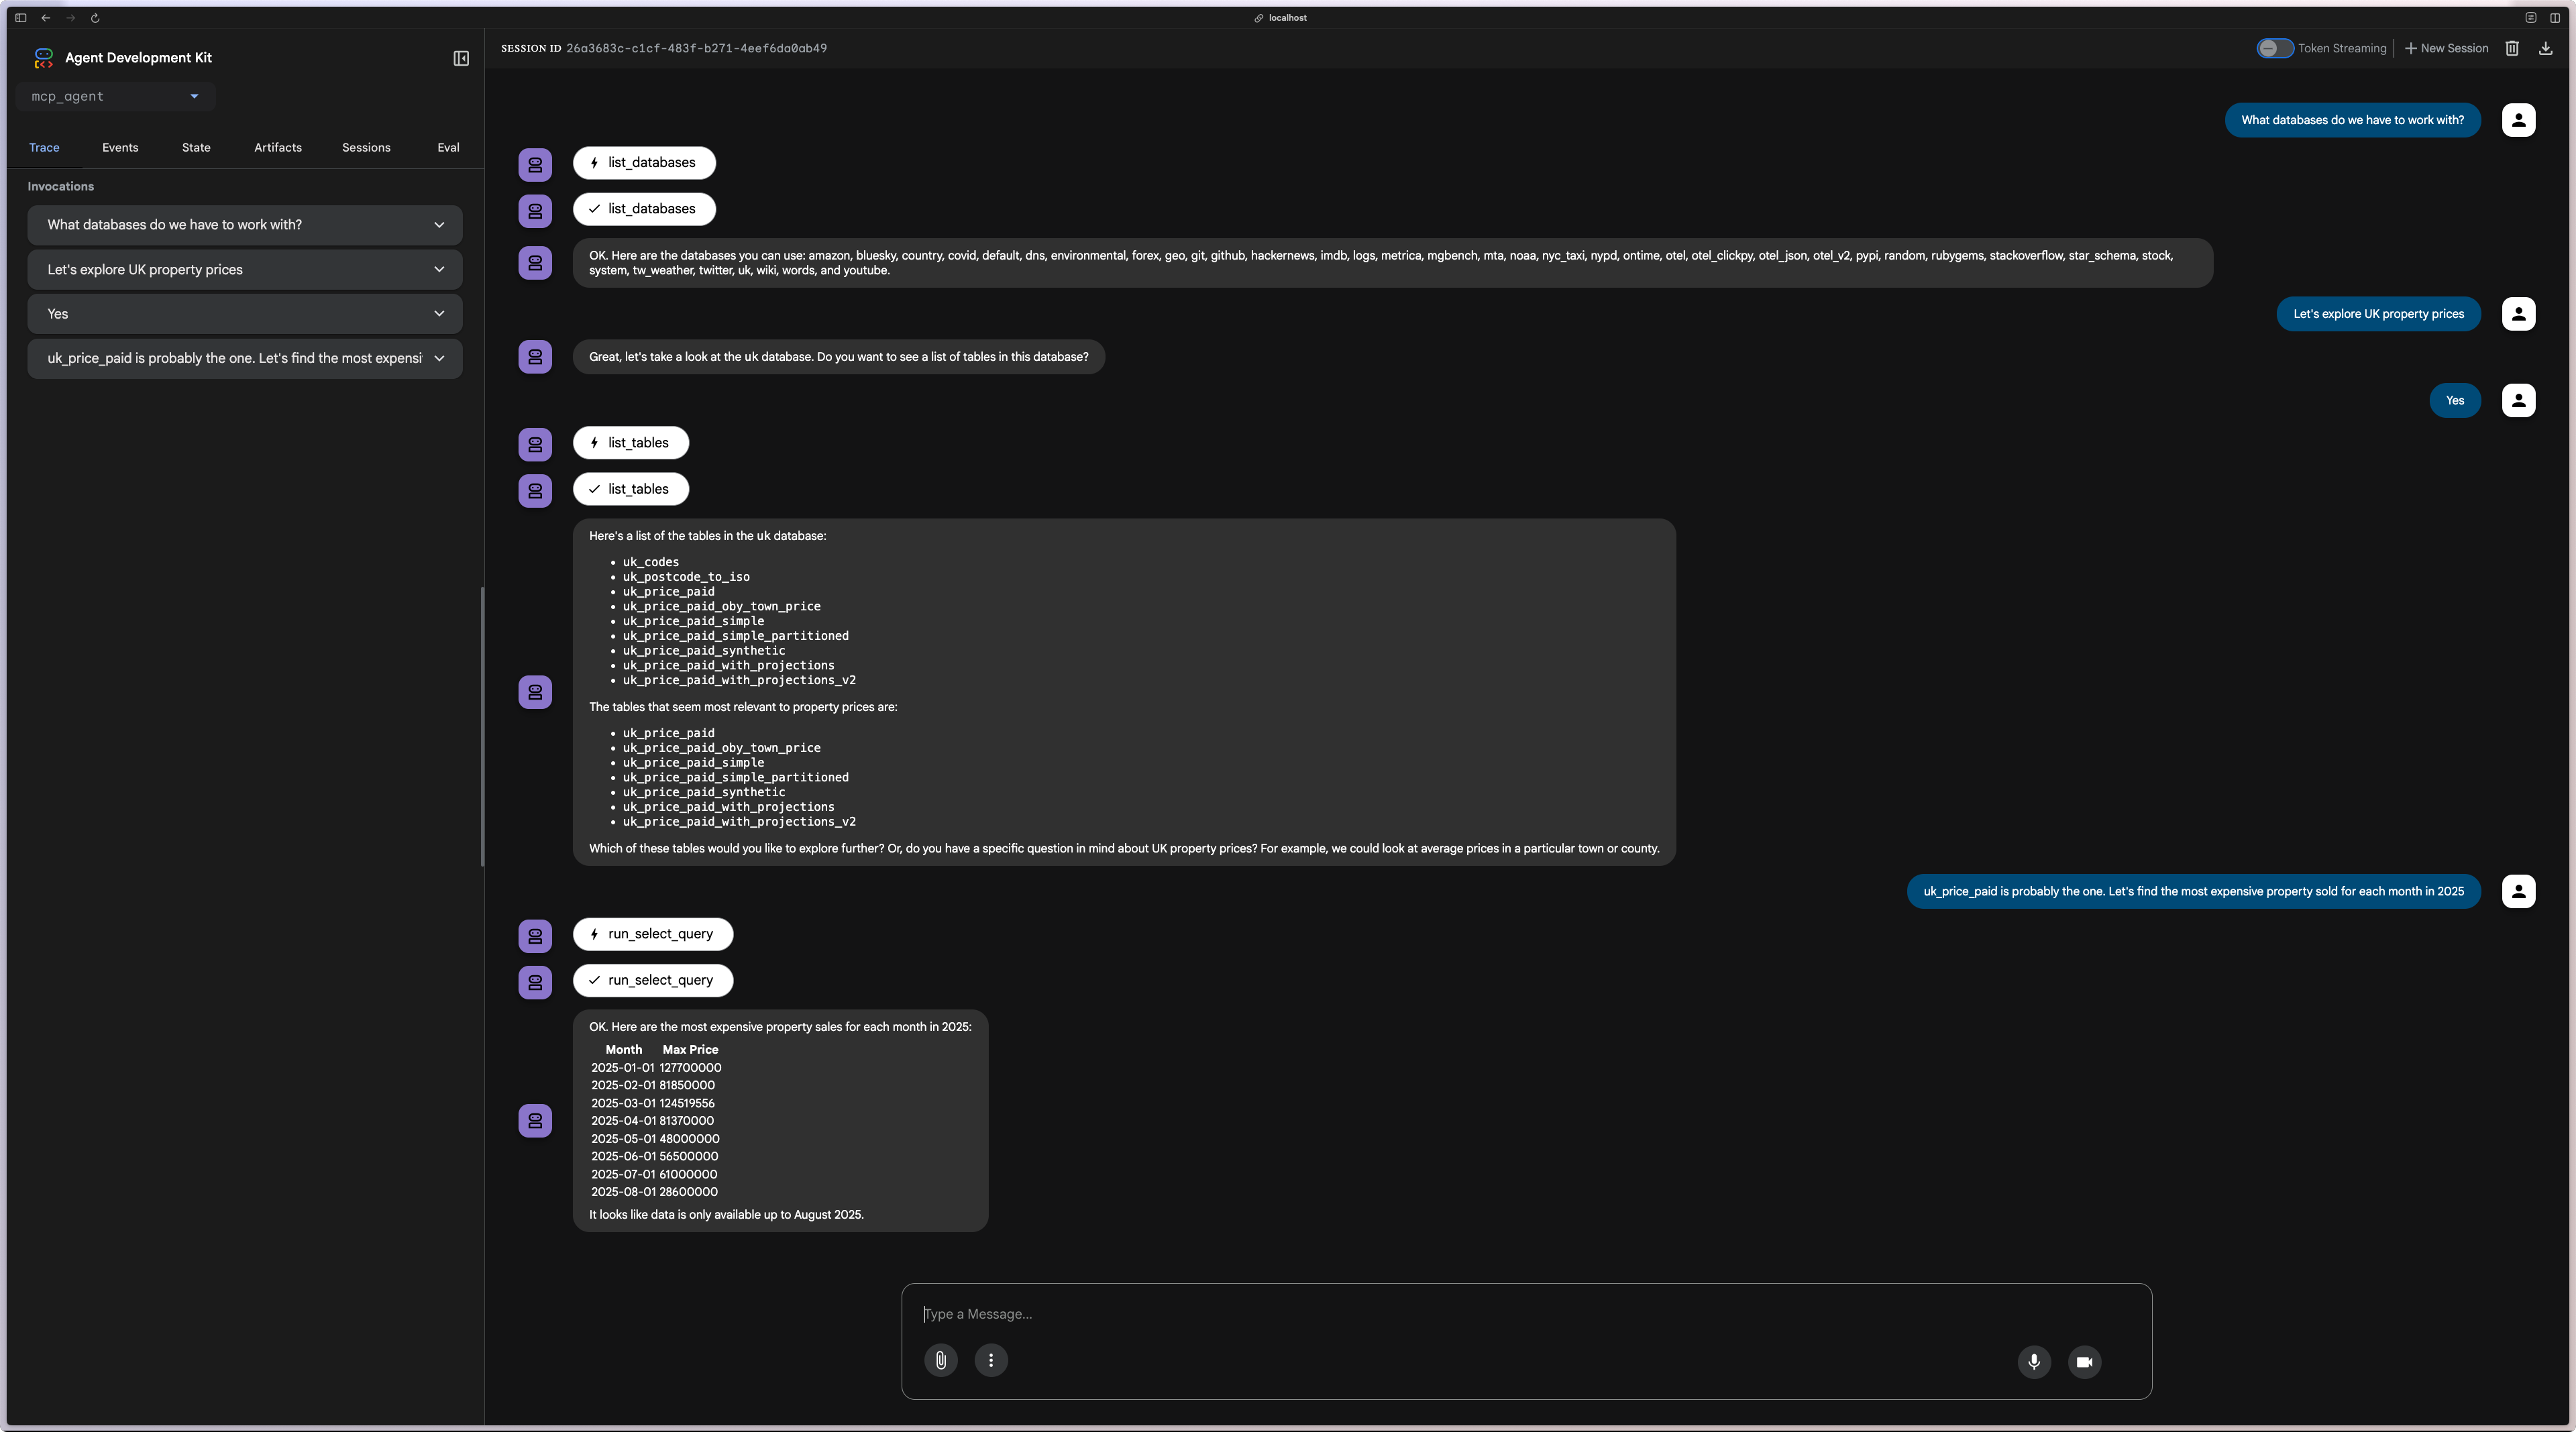 localhost
Agent Development Kit
mcp_agent
Trace Events State Artifacts Sessions Eval
Invocations
What databases do we have to work with?
Let's explore UK property prices
Yes
uk_price_paid is probably the one. Let's find the most expensi
SESSION ID 26a3683c-c1cf-483f-b271-4eef6da0ab49
Token Streaming New Session
What databases do we have to work with?
list_databases
list_databases
OK. Here are the databases you can use: amazon, bluesky, country, covid, default, dns, environmental, forex, geo, git, github, hackernews, imdb, logs, metrica, mgbench, mta, noaa, nyc_taxi, nypd, ontime, otel, otel_clickpy, otel_json, otel_v2, pypi, random, rubygems, stackoverflow, star_schema, stock,
system, tw_weather, twitter, uk, wiki, words, and youtube.
Let's explore UK property prices
Great, let's take a look at the uk database. Do you want to see a list of tables in this database?
Yes
list_tables
list_tables
Here's a list of the tables in the uk database:
• uk_codes
• uk_postcode_to_iso
• uk_price_paid
• uk_price_paid_oby_town_price
• uk_price_paid_simple
• uk_price_paid_simple_partitioned
• uk_price_paid_synthetic
• uk_price_paid_with_projections
• uk_price_paid_with_projections_v2
The tables that seem most relevant to property prices are:
• uk_price_paid
• uk_price_paid_oby_town_price
• uk_price_paid_simple
• uk_price_paid_simple_partitioned
• uk_price_paid_synthetic
• uk_price_paid_with_projections
• uk_price_paid_with_projections_v2
Which of these tables would you like to explore further? Or, do you have a specific question in mind about UK property prices? For example, we could look at average prices in a particular town or county.
uk_price_paid is probably the one. Let's find the most expensive property sold for each month in 2025
run_select_query
run_select_query
OK. Here are the most expensive property sales for each month in 2025:
Month Max Price
2025-01-01 127700000
2025-02-01 81850000
2025-03-01 124519556
2025-04-01 81370000
2025-05-01 48000000
2025-06-01 56500000
2025-07-01 61000000
2025-08-01 28600000
It looks like data is only available up to August 2025.
Type a Message...